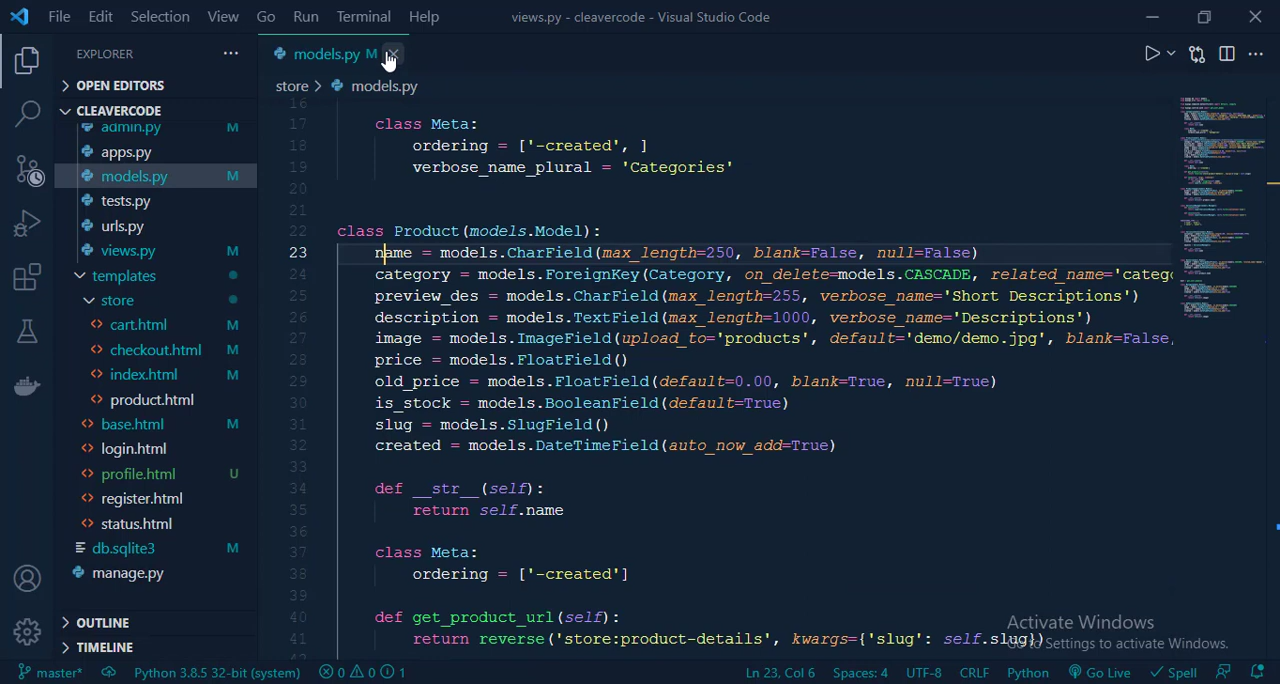 File Edit Selection View Go Run Terminal Help views.py - cleavercode - Visual Studio Code
EXPLORER
models.py M
OPEN EDITORS
store > models.py
CLEAVERCODE
admin.py M
apps.py
models.py M
tests.py
urls.py
views.py M
templates
store
cart.html M
checkout.html M
index.html M
product.html
base.html M
login.html
profile.html U
register.html
status.html
db.sqlite3 M
manage.py
OUTLINE
TIMELINE
16
17 class Meta:
18 ordering = ['-created', ]
19 verbose_name_plural = 'Categories'
20
21
22 class Product(models.Model):
23 name = models.CharField(max_length=250, blank=False, null=False)
24 category = models.ForeignKey(Category, on_delete=models.CASCADE, related_name='categ
25 preview_des = models.CharField(max_length=255, verbose_name='Short Descriptions')
26 description = models.TextField(max_length=1000, verbose_name='Descriptions')
27 image = models.ImageField(upload_to='products', default='demo/demo.jpg', blank=False,
28 price = models.FloatField()
29 old_price = models.FloatField(default=0.00, blank=True, null=True)
30 is_stock = models.BooleanField(default=True)
31 slug = models.SlugField()
32 created = models.DateTimeField(auto_now_add=True)
33
34 def __str__(self):
35 return self.name
36
37 class Meta:
38 ordering = ['-created']
39
40 def get_product_url(self):
41 return reverse('store:product-details', kwargs={'slug': self.slug})
Activate Windows
Go to Settings to activate Windows.
master* Python 3.8.5 32-bit (system) 0 0 1 Ln 23, Col 6 Spaces: 4 UTF-8 CRLF Python Go Live Spell